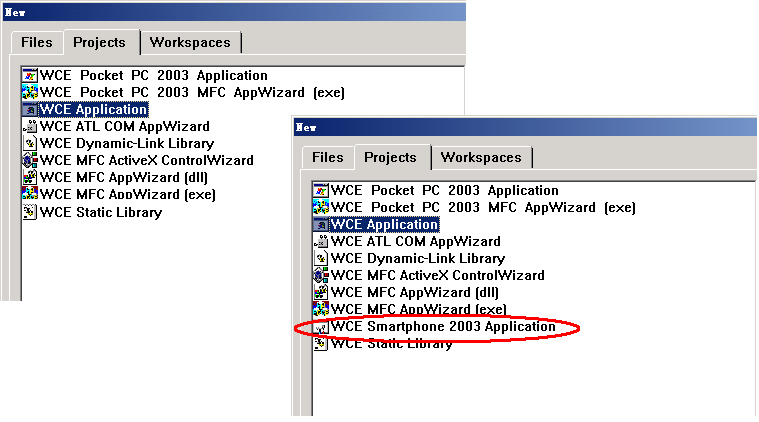 New
Files Projects Workspaces
WCE Pocket PC 2003 Application
WCE Pocket PC 2003 MFC AppWizard (exe)
WCE Application
WCE ATL COM AppWizard
WCE Dynamic-Link Library
WCE MFC ActiveX ControlWizard
WCE MFC AppWizard (dll)
WCE MFC AppWizard (exe)
WCE Static Library
New
Files Projects Workspaces
WCE Pocket PC 2003 Application
WCE Pocket PC 2003 MFC AppWizard (exe)
WCE Application
WCE ATL COM AppWizard
WCE Dynamic-Link Library
WCE MFC ActiveX ControlWizard
WCE MFC AppWizard (dll)
WCE MFC AppWizard (exe)
WCE Smartphone 2003 Application
WCE Static Library